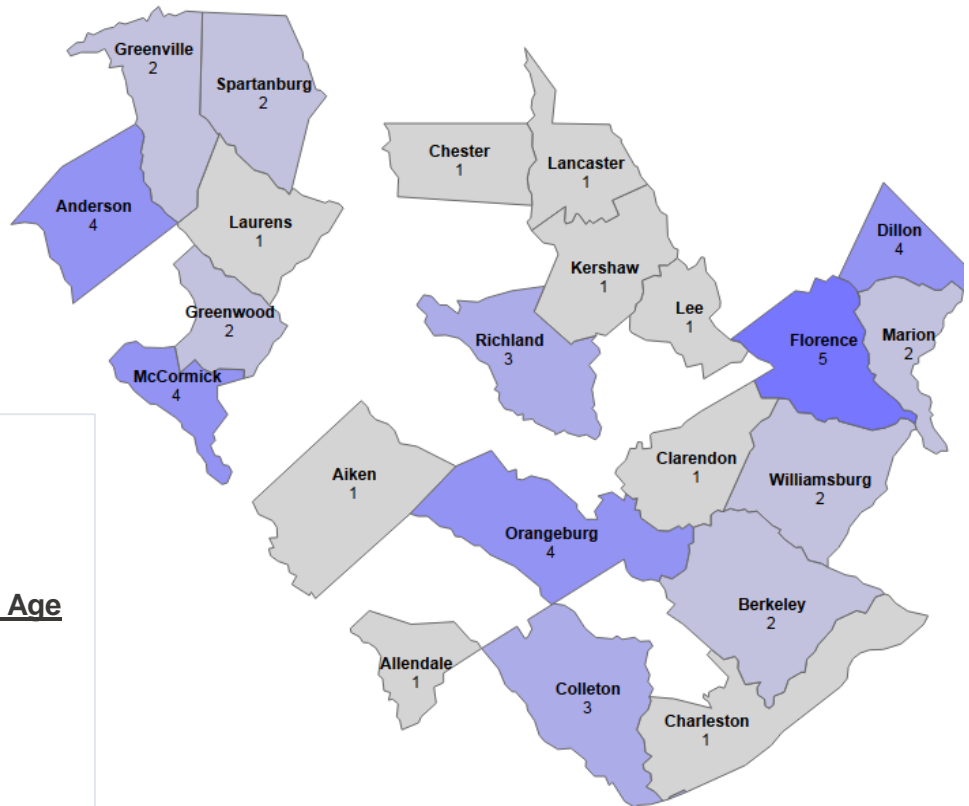 Greenville
2
Spartanburg
2
Anderson
4
Laurens
1
Greenwood
2
McCormick
4
Chester
1
Lancaster
1
Kershaw
1
Lee
1
Richland
3
Dillon
4
Florence
5
Marion
2
Aiken
1
Clarendon
1
Williamsburg
2
Orangeburg
4
Berkeley
2
Allendale
1
Colleton
3
Charleston
1
Age